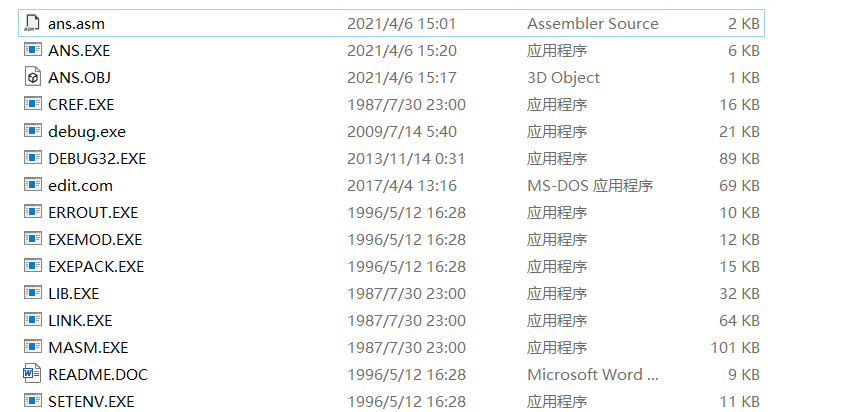 ans.asm 2021/4/6 15:01 Assembler Source 2 KB
ANS.EXE 2021/4/6 15:20 应用程序 6 KB
ANS.OBJ 2021/4/6 15:17 3D Object 1 KB
CREF.EXE 1987/7/30 23:00 应用程序 16 KB
debug.exe 2009/7/14 5:40 应用程序 21 KB
DEBUG32.EXE 2013/11/14 0:31 应用程序 89 KB
edit.com 2017/4/4 13:16 MS-DOS 应用程序 69 KB
ERROUT.EXE 1996/5/12 16:28 应用程序 10 KB
EXEMOD.EXE 1996/5/12 16:28 应用程序 12 KB
EXEPACK.EXE 1996/5/12 16:28 应用程序 15 KB
LIB.EXE 1987/7/30 23:00 应用程序 32 KB
LINK.EXE 1987/7/30 23:00 应用程序 64 KB
MASM.EXE 1987/7/30 23:00 应用程序 101 KB
README.DOC 1996/5/12 16:28 Microsoft Word ... 9 KB
SETENV.EXE 1996/5/12 16:28 应用程序 11 KB